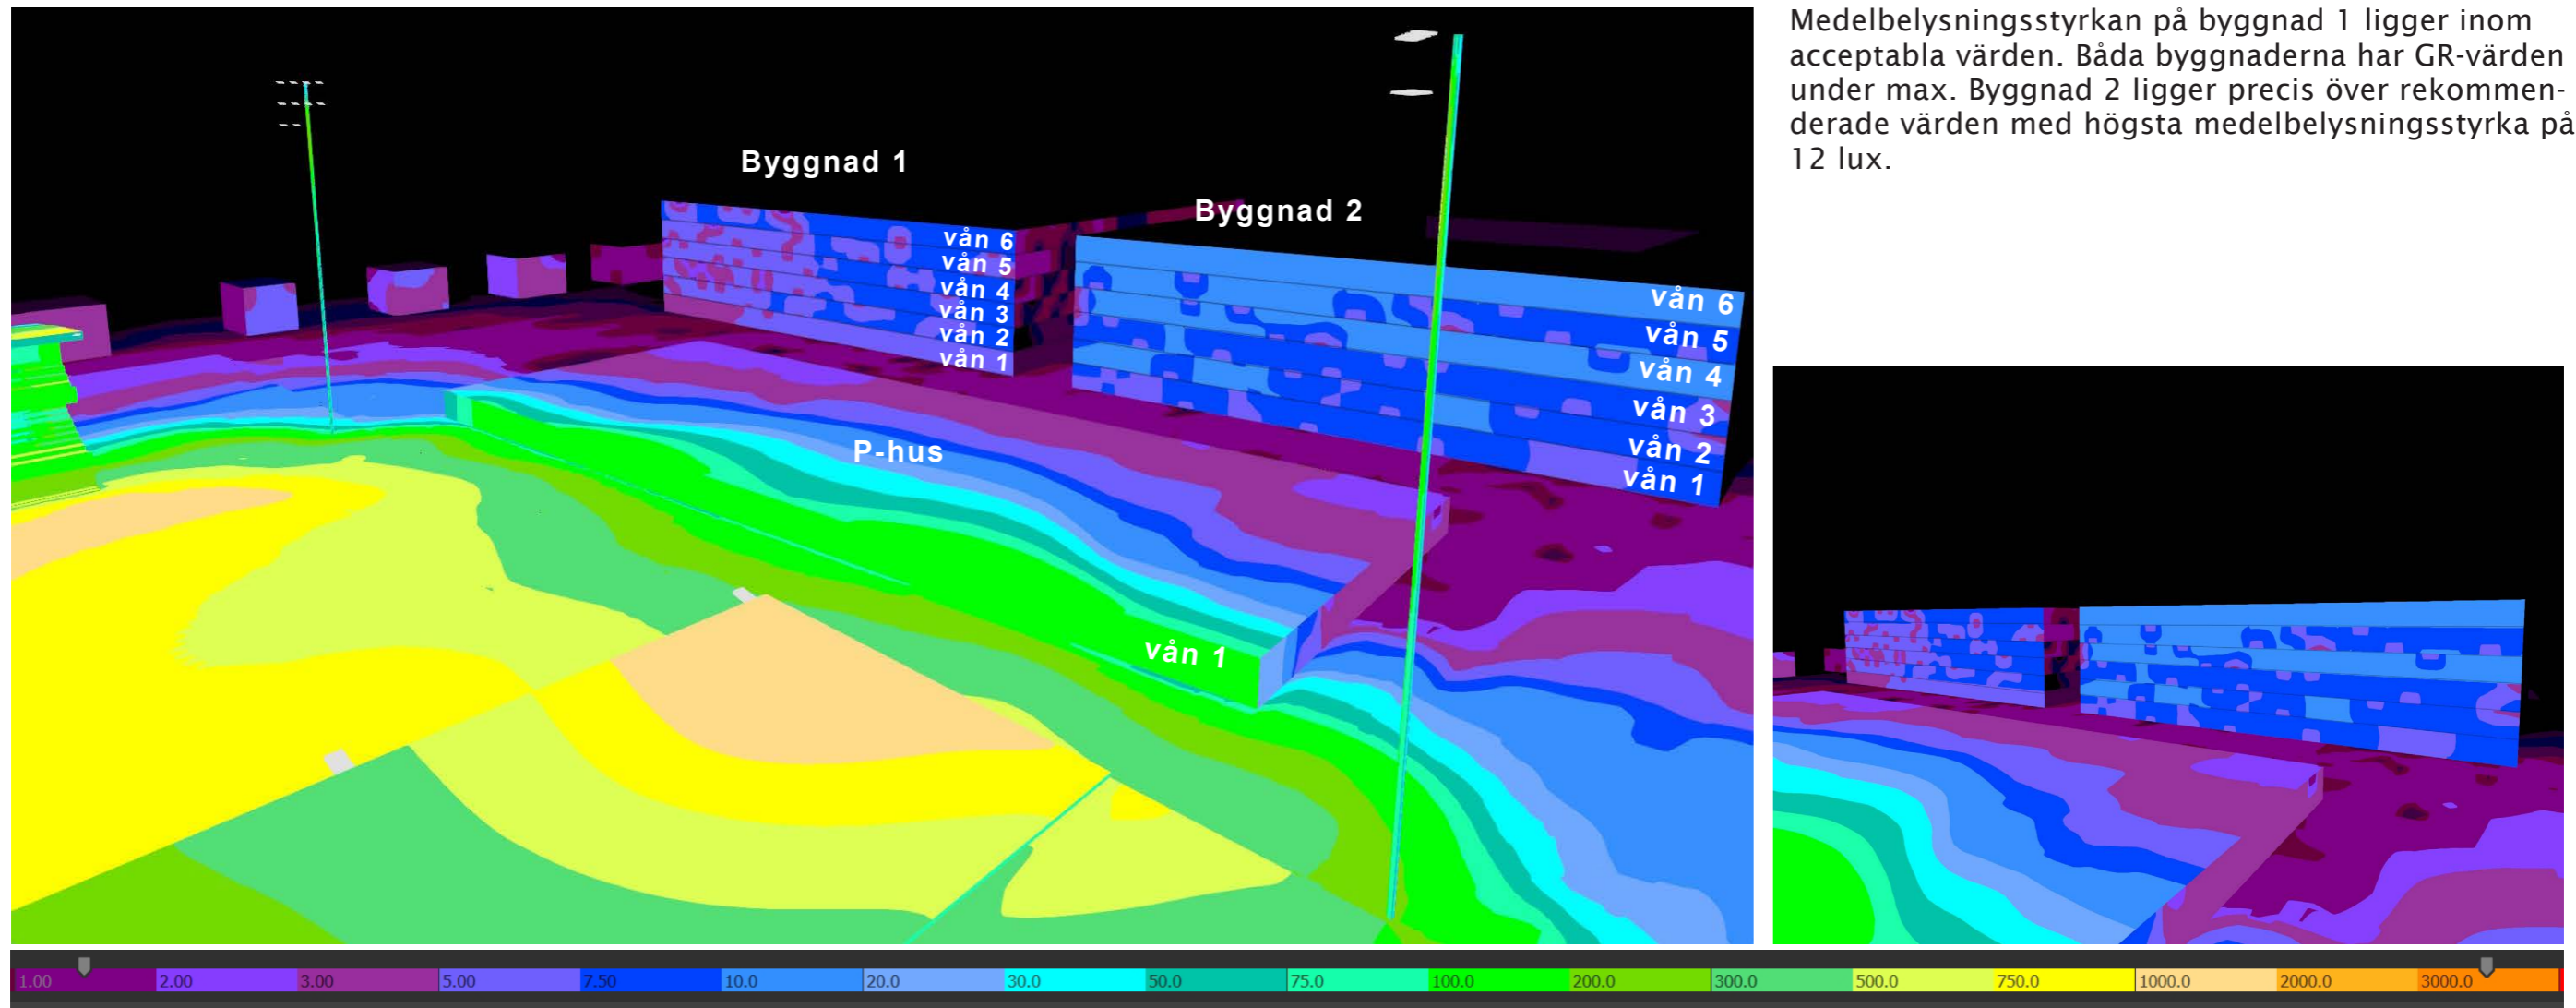 Medelbelysningsstyrkan på byggnad 1 ligger inom
acceptabla värden. Båda byggnaderna har GR-värden
under max. Byggnad 2 ligger precis över rekommen-
derade värden med högsta medelbelysningsstyrka på
12 lux.
Byggnad 1
Byggnad 2
vån 6
vån 5
vån 4
vån 3
vån 2
vån 1
vån 6
vån 5
vån 4
vån 3
vån 2
vån 1
P-hus
vån 1
1.00 2.00 3.00 5.00 7.50 10.0 20.0 30.0 50.0 75.0 100.0 200.0 300.0 500.0 750.0 1000.0 2000.0 3000.0